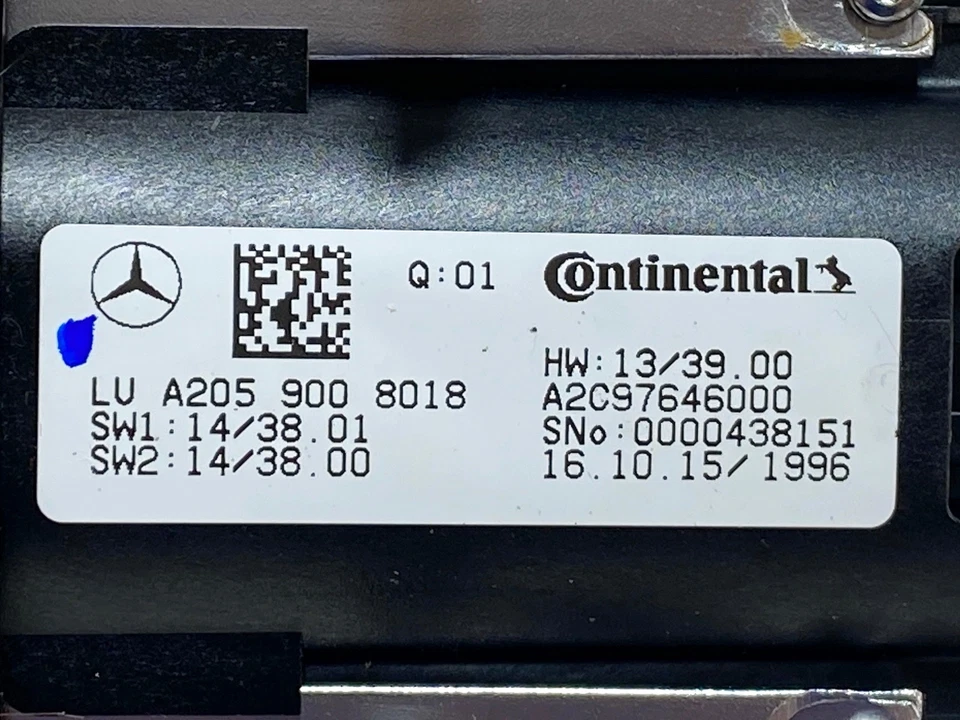 Q:01
Continental
LU A205 900 8018
SW1:14/38.01
SW2:14/38.00
HW:13/39.00
A2C97646000
SNo:0000438151
16.10.15/1996